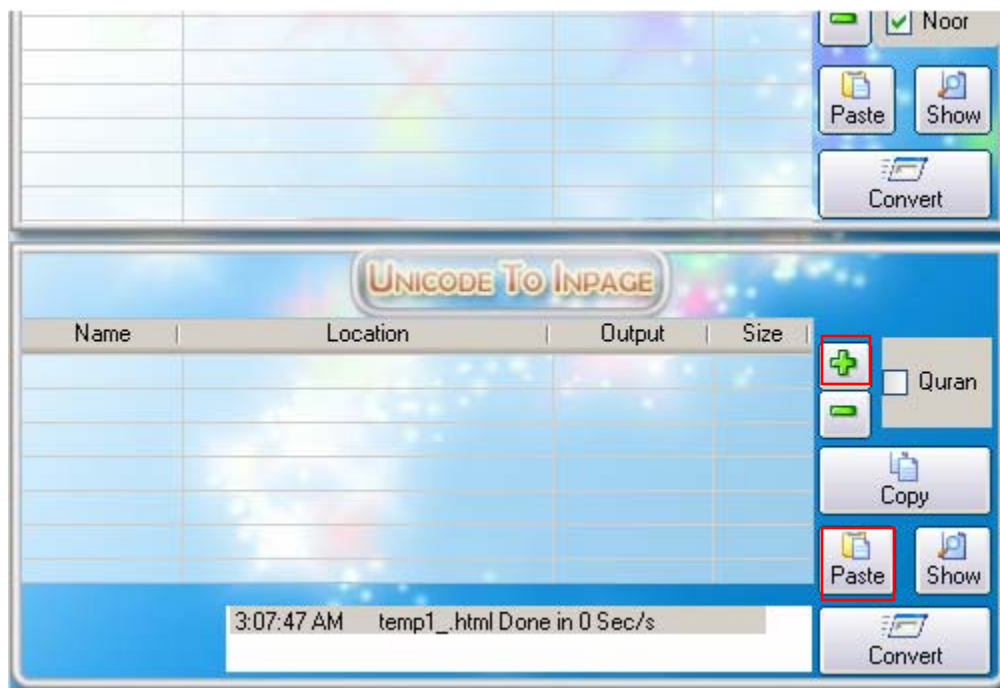 Noor
Paste Show
Convert
UNICODE TO INPAGE
Name Location Output Size
Quran
Copy
Paste Show
3:07:47 AM temp1_.html Done in 0 Sec/s
Convert